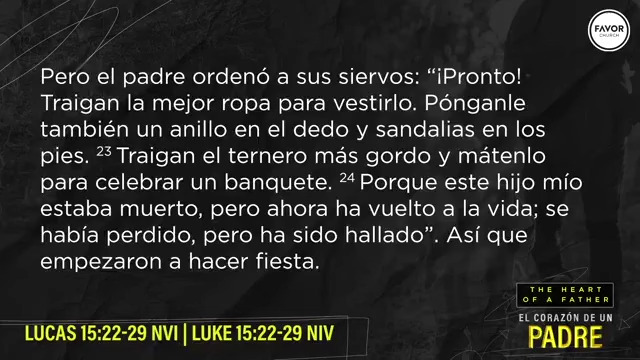 FAVOR
CHURCH
Pero el padre ordenó a sus siervos: “¡Pronto!
Traigan la mejor ropa para vestirlo. Pónganle
también un anillo en el dedo y sandalias en los
pies. ²³ Traigan el ternero más gordo y mátenlo
para celebrar un banquete. ²⁴ Porque este hijo mío
estaba muerto, pero ahora ha vuelto a la vida; se
había perdido, pero ha sido hallado”. Así que
empezaron a hacer fiesta.
THE HEART
OF A FATHER
EL CORAZÓN DE UN
PADRE
LUCAS 15:22-29 NVI | LUKE 15:22-29 NIV